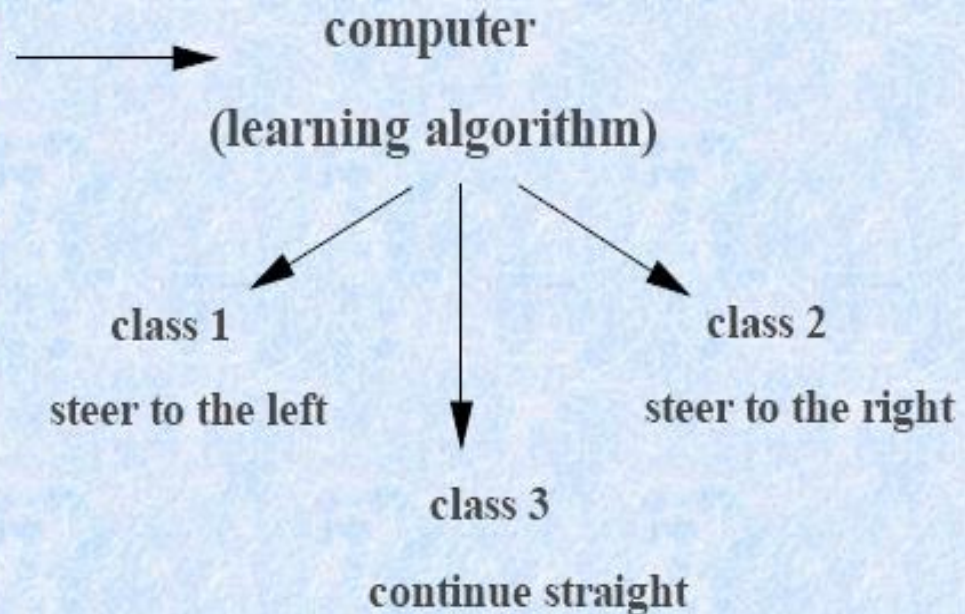 computer
(learning algorithm)
class 1
steer to the left
class 2
steer to the right
class 3
continue straight